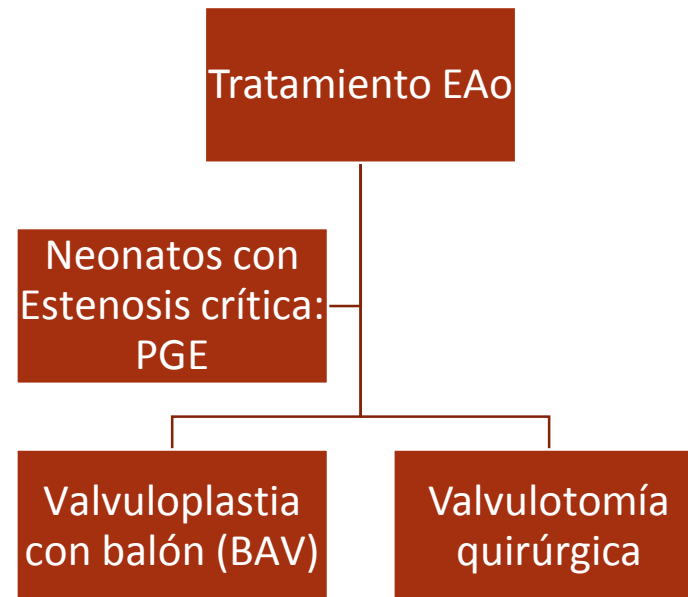 Tratamiento EAo
Neonatos con
Estenosis crítica:
PGE
Valvuloplastia
con balón (BAV)
Valvulotomía
quirúrgica